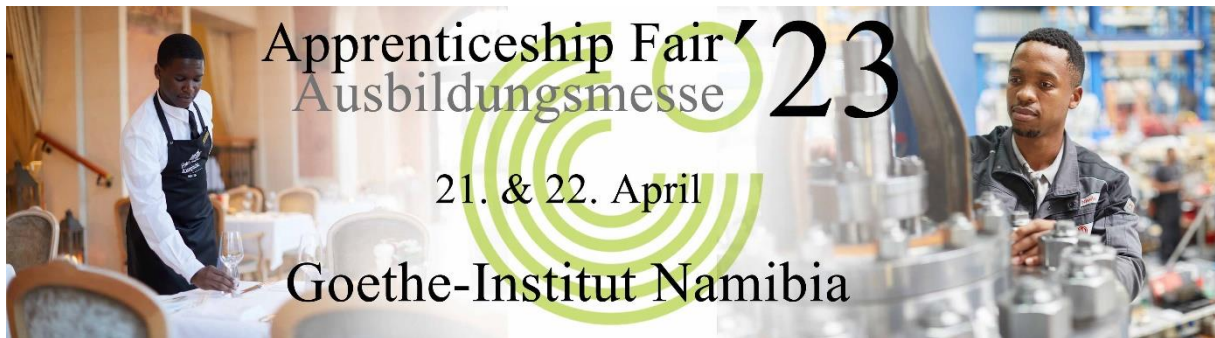 Apprenticeship Fair ´23
Ausbildungsmesse
21. & 22. April
Goethe-Institut Namibia